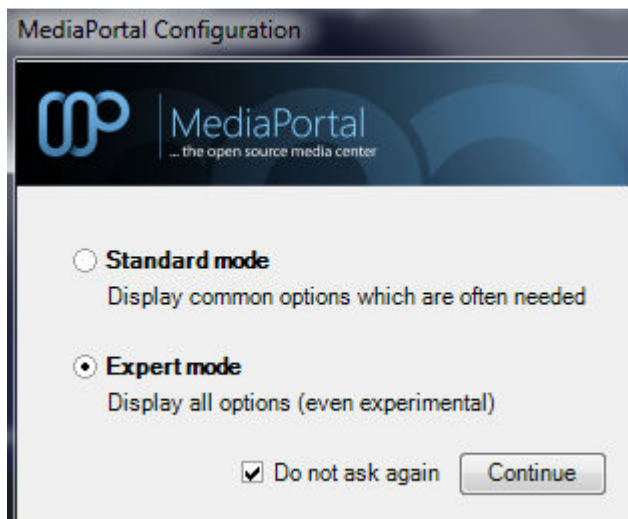 MediaPortal Configuration
MediaPortal
... the open source media center
Standard mode
Display common options which are often needed
Expert mode
Display all options (even experimental)
Do not ask again
Continue